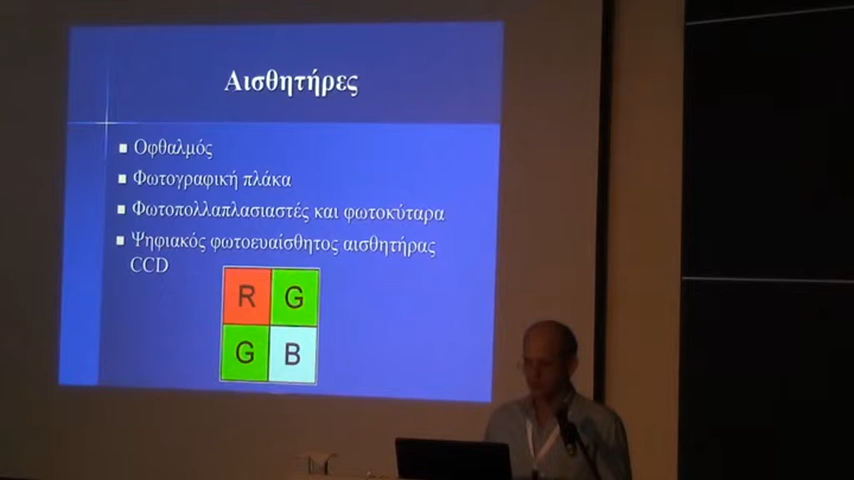 Αισθητήρες
Οφθαλμός
Φωτογραφική πλάκα
Φωτοπολλαπλασιαστές και φωτοκύταρα
Ψηφιακός φωτοευαίσθητος αισθητήρας
CCD
R G
G B